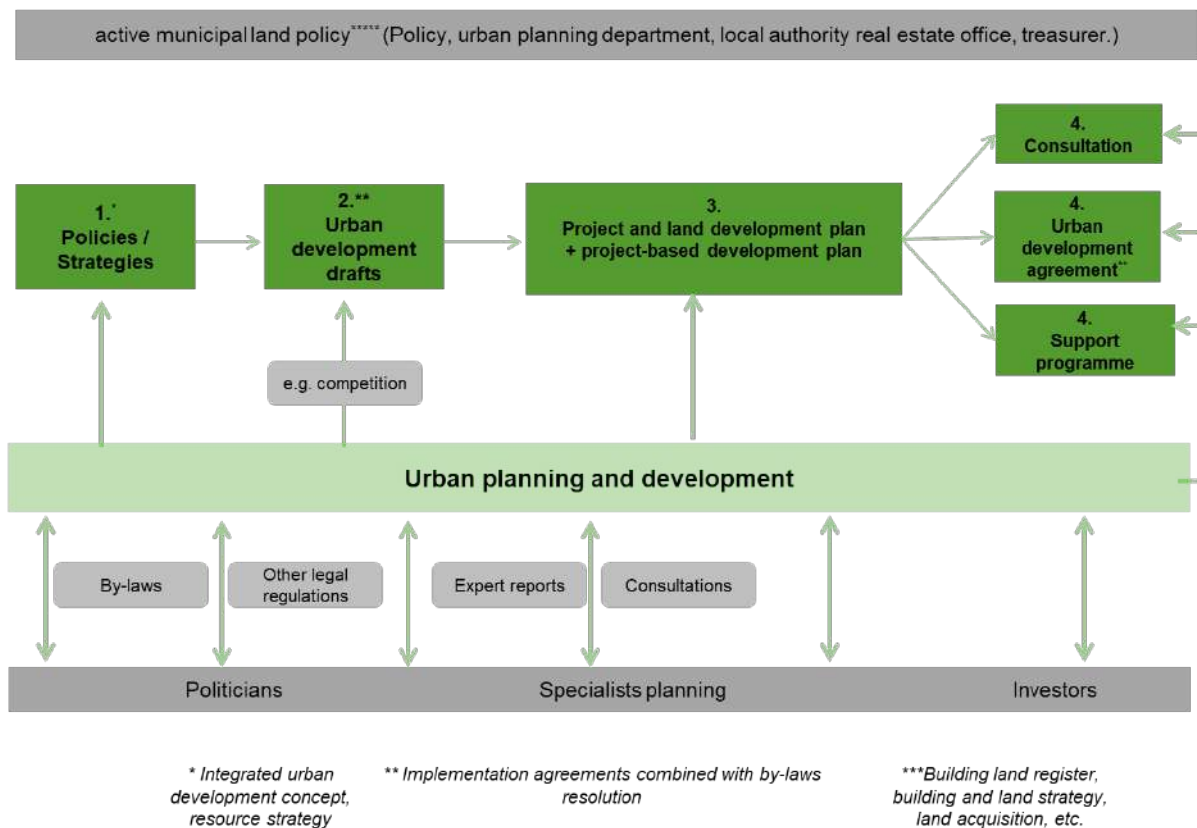 active municipal land policy***** (Policy, urban planning department, local authority real estate office, treasurer.)
4.
Consultation
1.*
Policies /
Strategies
2.**
Urban
development
drafts
3.
Project and land development plan
+ project-based development plan
4.
Urban
development
agreement**
4.
Support
programme
e.g. competition
Urban planning and development
By-laws
Other legal
regulations
Expert reports
Consultations
Politicians
Specialists planning
Investors
* Integrated urban
development concept,
resource strategy
** Implementation agreements combined with by-laws
resolution
***Building land register,
building and land strategy,
land acquisition, etc.